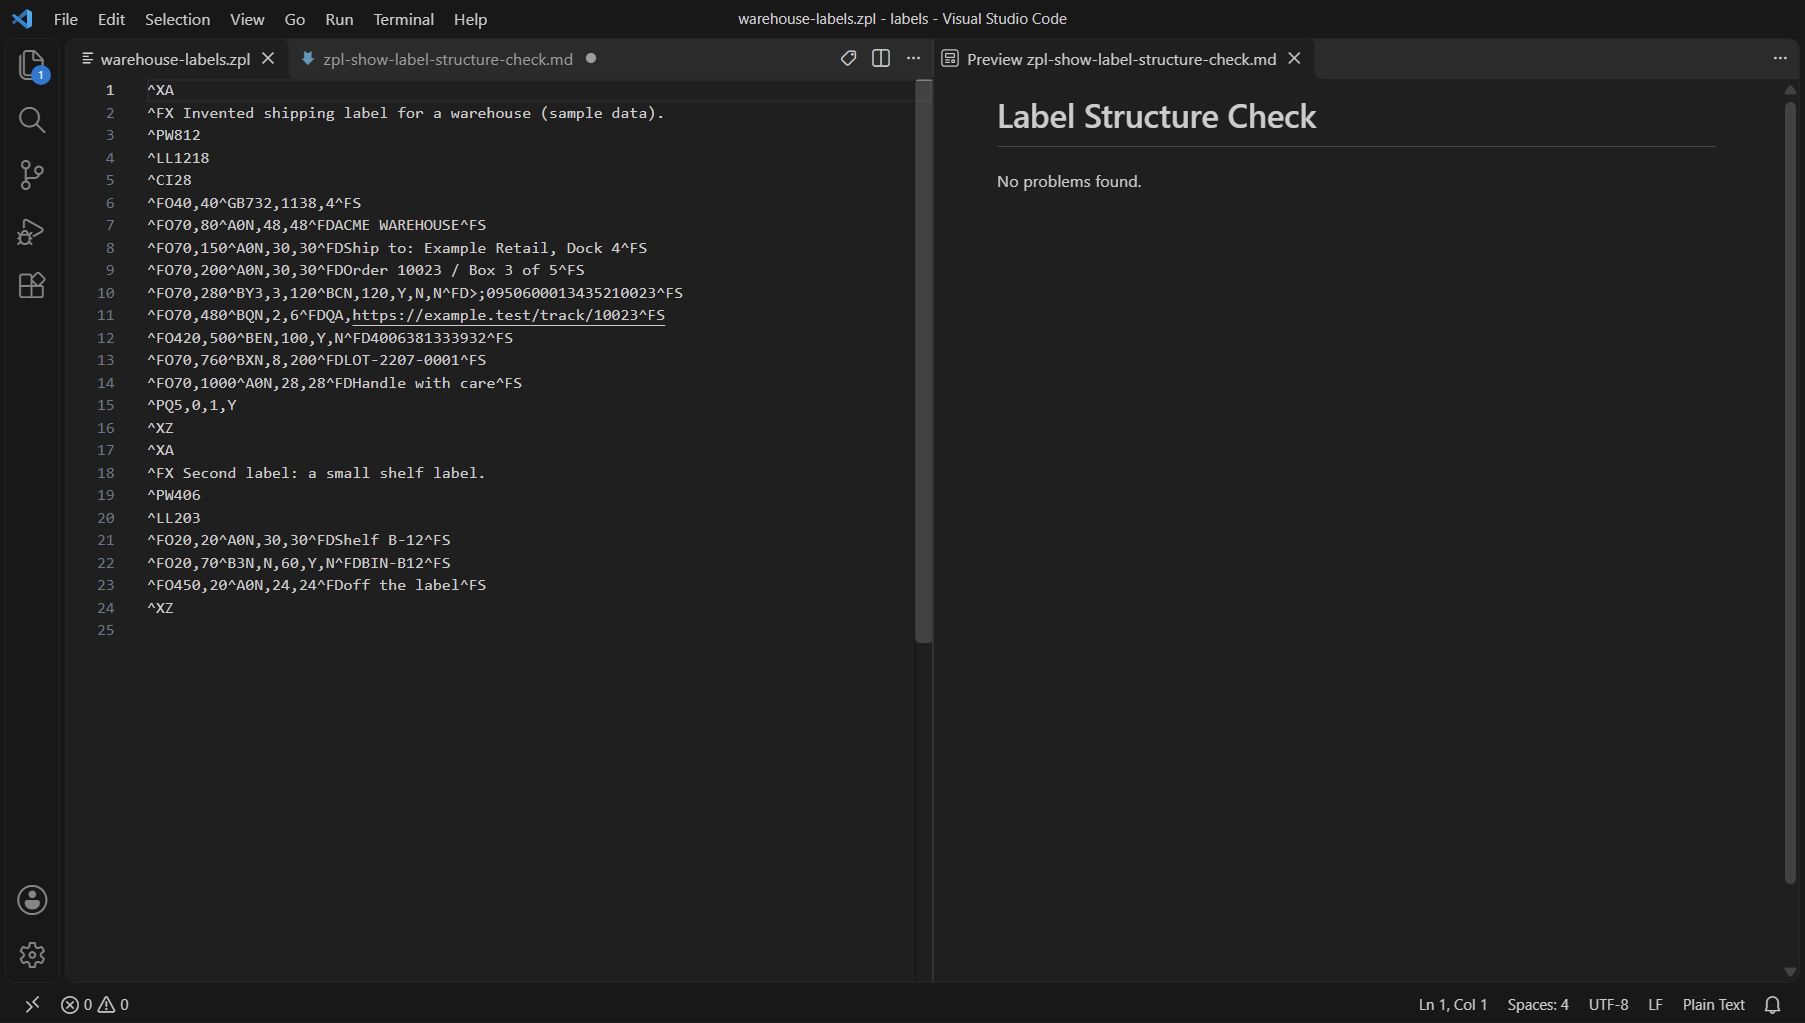 File Edit Selection View Go Run Terminal Help
warehouse-labels.zpl - labels - Visual Studio Code
1
warehouse-labels.zpl
zpl-show-label-structure-check.md
Preview zpl-show-label-structure-check.md
1 ^XA
2 ^FX Invented shipping label for a warehouse (sample data).
3 ^PW812
4 ^LL1218
5 ^CI28
6 ^FO40,40^GB732,1138,4^FS
7 ^FO70,80^A0N,48,48^FDACME WAREHOUSE^FS
8 ^FO70,150^A0N,30,30^FDShip to: Example Retail, Dock 4^FS
9 ^FO70,200^A0N,30,30^FDOrder 10023 / Box 3 of 5^FS
10 ^FO70,280^BY3,3,120^BCN,120,Y,N,N^FD>;0950600013435210023^FS
11 ^FO70,480^BQN,2,6^FDQA,https://example.test/track/10023^FS
12 ^FO420,500^BEN,100,Y,N^FD4006381333932^FS
13 ^FO70,760^BXN,8,200^FDLOT-2207-0001^FS
14 ^FO70,1000^A0N,28,28^FDHandle with care^FS
15 ^PQ5,0,1,Y
16 ^XZ
17 ^XA
18 ^FX Second label: a small shelf label.
19 ^PW406
20 ^LL203
21 ^FO20,20^A0N,30,30^FDShelf B-12^FS
22 ^FO20,70^B3N,N,60,Y,N^FDBIN-B12^FS
23 ^FO450,20^A0N,24,24^FDoff the label^FS
24 ^XZ
25
Label Structure Check
No problems found.
0 0
Ln 1, Col 1 Spaces: 4 UTF-8 LF Plain Text